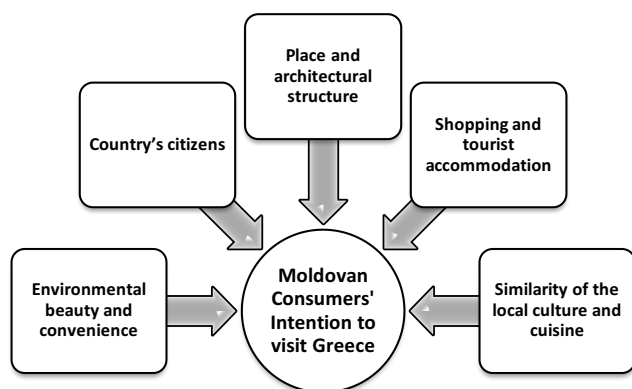 Place and
architectural
structure
Country's citizens
Shopping and
tourist
accommodation
Environmental
beauty and
convenience
Moldovan
Consumers'
Intention to
visit Greece
Similarity of the
local culture and
cuisine